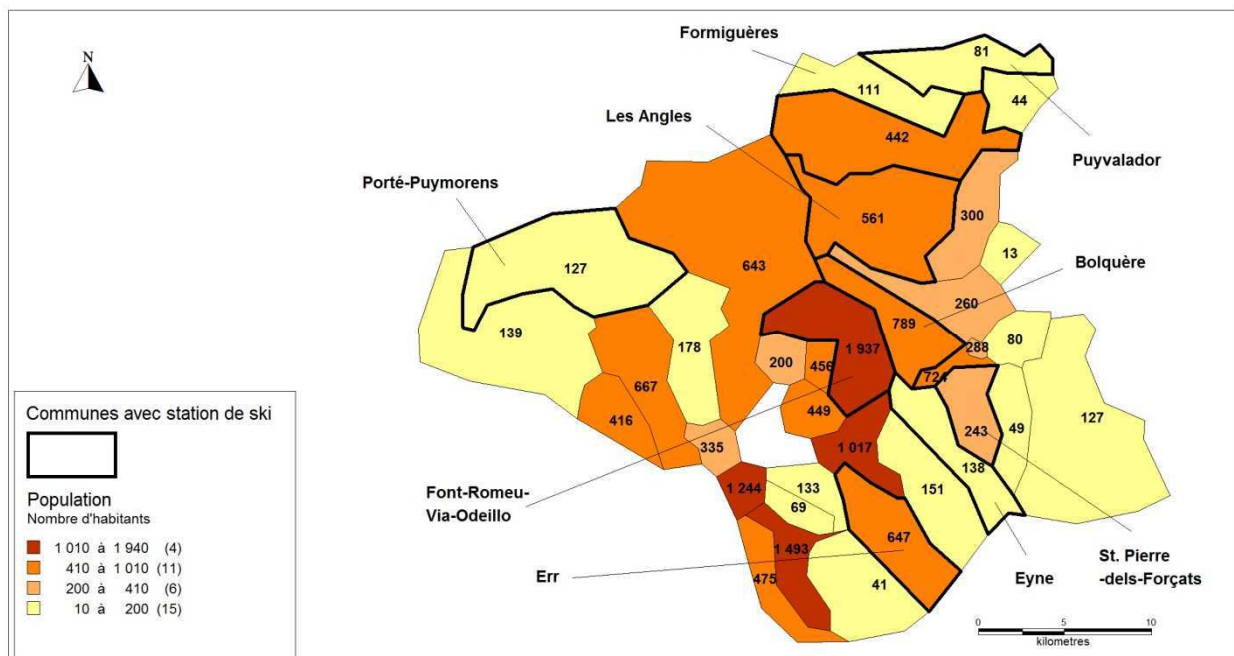 N
Formiguères
81
111
44
Les Angles
442
Puyvalador
Porté-Puymorens
561
300
13
127
643
Bolquère
260
139
789
80
178
1 937
288
200
456
724
667
127
416
449
243
49
335
1 017
138
Communes avec station de ski
Font-Romeu-
Via-Odeillo
1 244
133
151
69
Population
Nombre d'habitants
647
1 493
St. Pierre
-dels-Forçats
Err
Eyne
475
41
1 010 à 1 940 (4)
410 à 1 010 (11)
200 à 410 (6)
10 à 200 (15)
0 5 10
kilometres